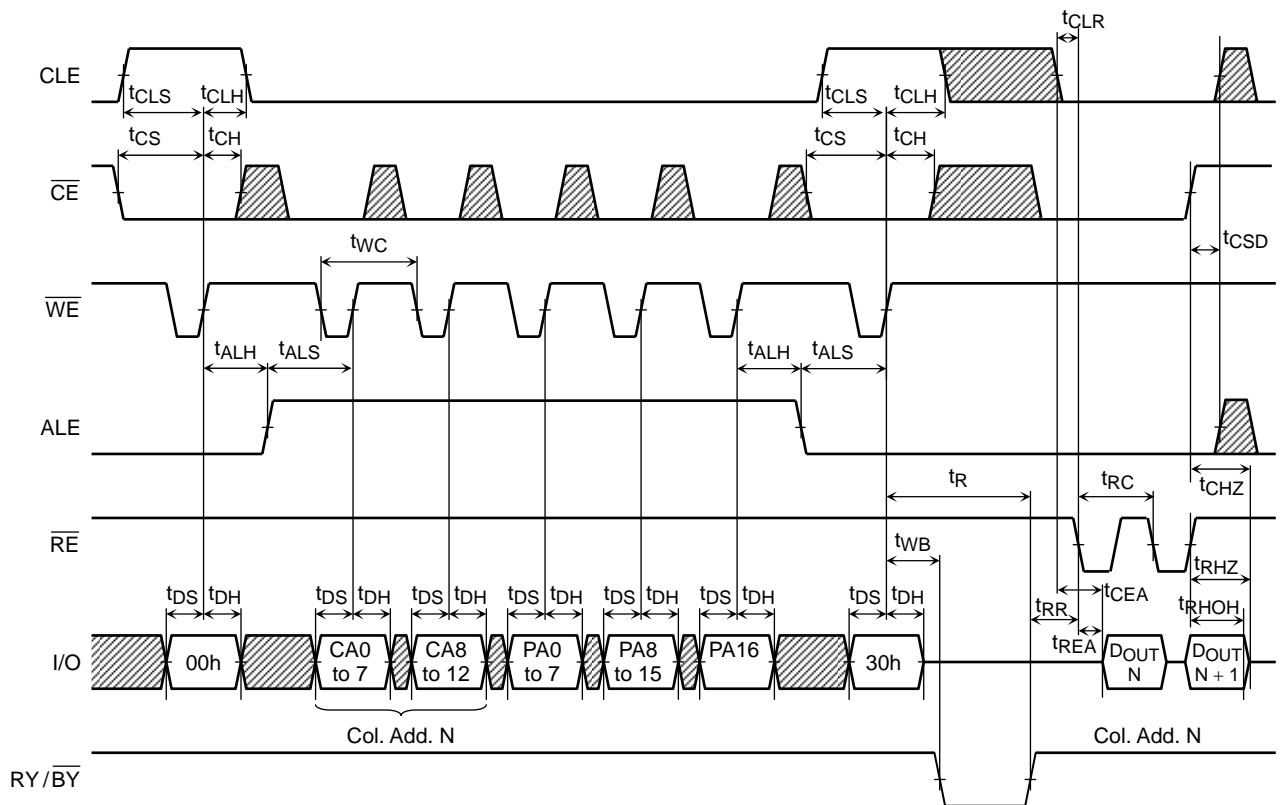 tCLR
CLE
tCLS tCLH tCLS tCLH
tCS tCH tCS tCH
CE
tWC tCSD
WE
tALH tALS tALH tALS
ALE
tR tRC tCHZ
RE
tWB tRHZ
tDS tDH tDS tDH tDS tDH tDS tDH tDS tDH tDS tDH tDS tDH tRR tCEA tRHOH
tREA
I/O 00h CA0 to 7 CA8 to 12 PA0 to 7 PA8 to 15 PA16 30h DOUT N DOUT N + 1
Col. Add. N Col. Add. N
RY/BY